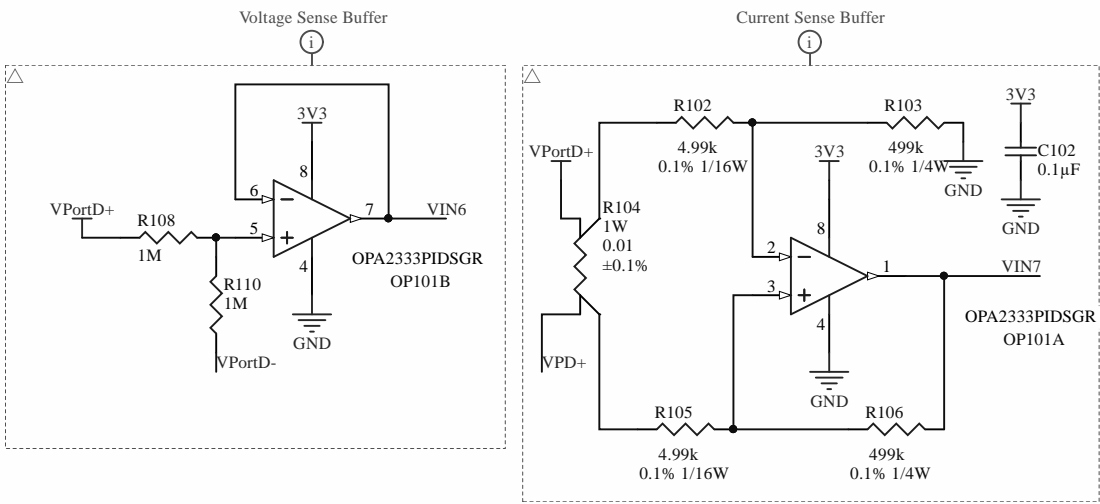 Voltage Sense Buffer
i
3V3
8
6
7
VIN6
VPortD+
R108
5
1M
4
OPA2333PIDSGR
OP101B
R110
1M
GND
VPortD-
Current Sense Buffer
i
R102
R103
3V3
4.99k
0.1% 1/16W
499k
0.1% 1/4W
C102
0.1µF
VPortD+
3V3
GND
R104
1W
0.01
±0.1%
GND
8
2
1
VIN7
3
OPA2333PIDSGR
OP101A
4
VPD+
GND
R105
R106
4.99k
0.1% 1/16W
499k
0.1% 1/4W